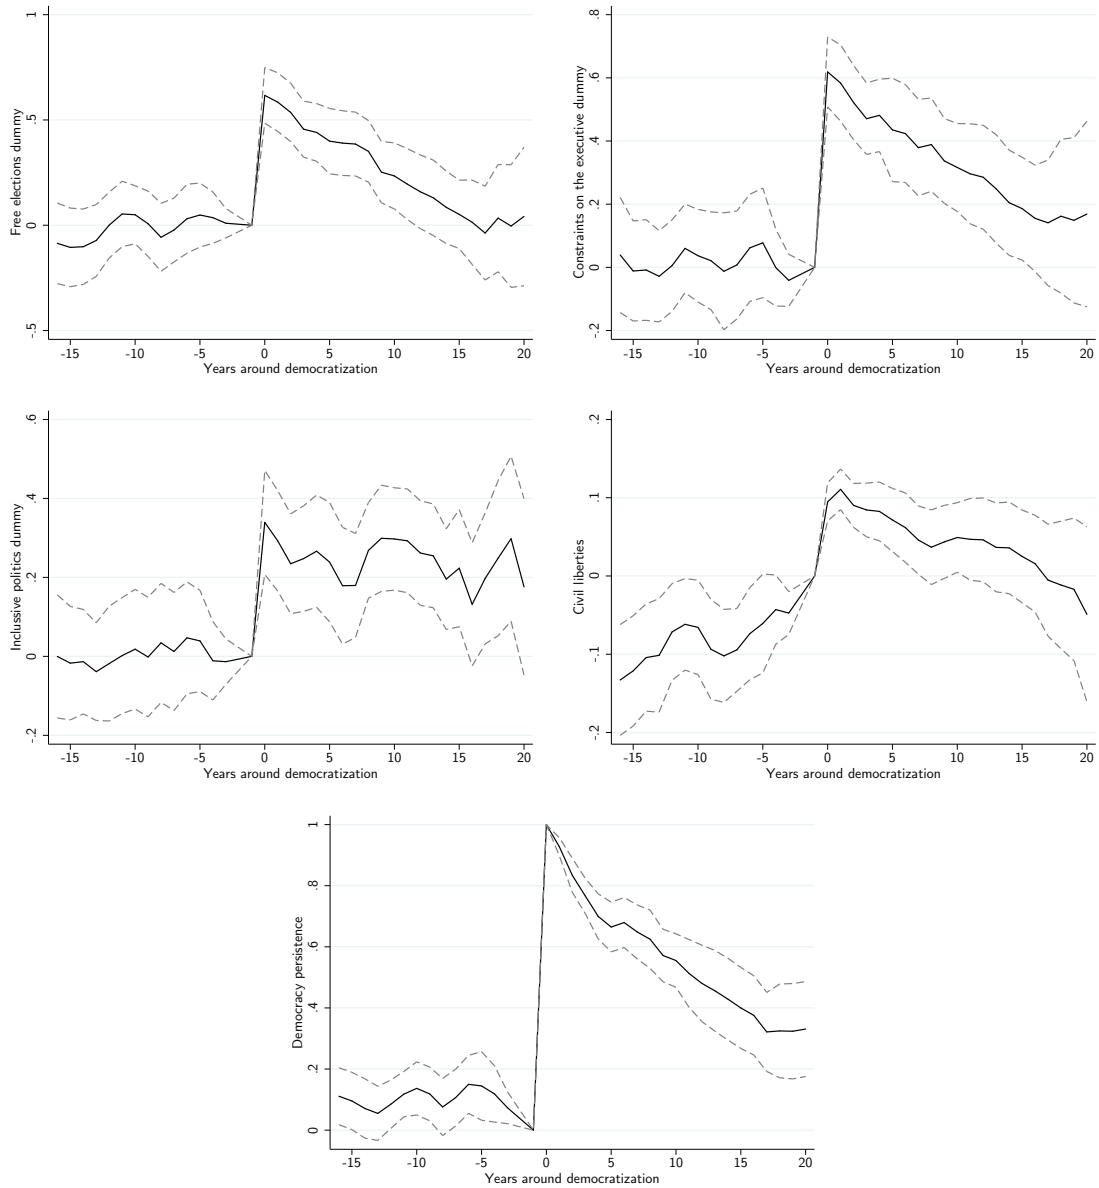 Free elections dummy
1
.5
0
-.5
-15 -10 -5 0 5 10 15 20
Years around democratization
Constraints on the executive dummy
.8
.6
.4
.2
0
-.2
-15 -10 -5 0 5 10 15 20
Years around democratization
Inclussive politics dummy
.6
.4
.2
0
-.2
-15 -10 -5 0 5 10 15 20
Years around democratization
Civil liberties
.2
.1
0
-.1
-.2
-15 -10 -5 0 5 10 15 20
Years around democratization
Democracy persistence
1
.8
.6
.4
.2
0
-15 -10 -5 0 5 10 15 20
Years around democratization